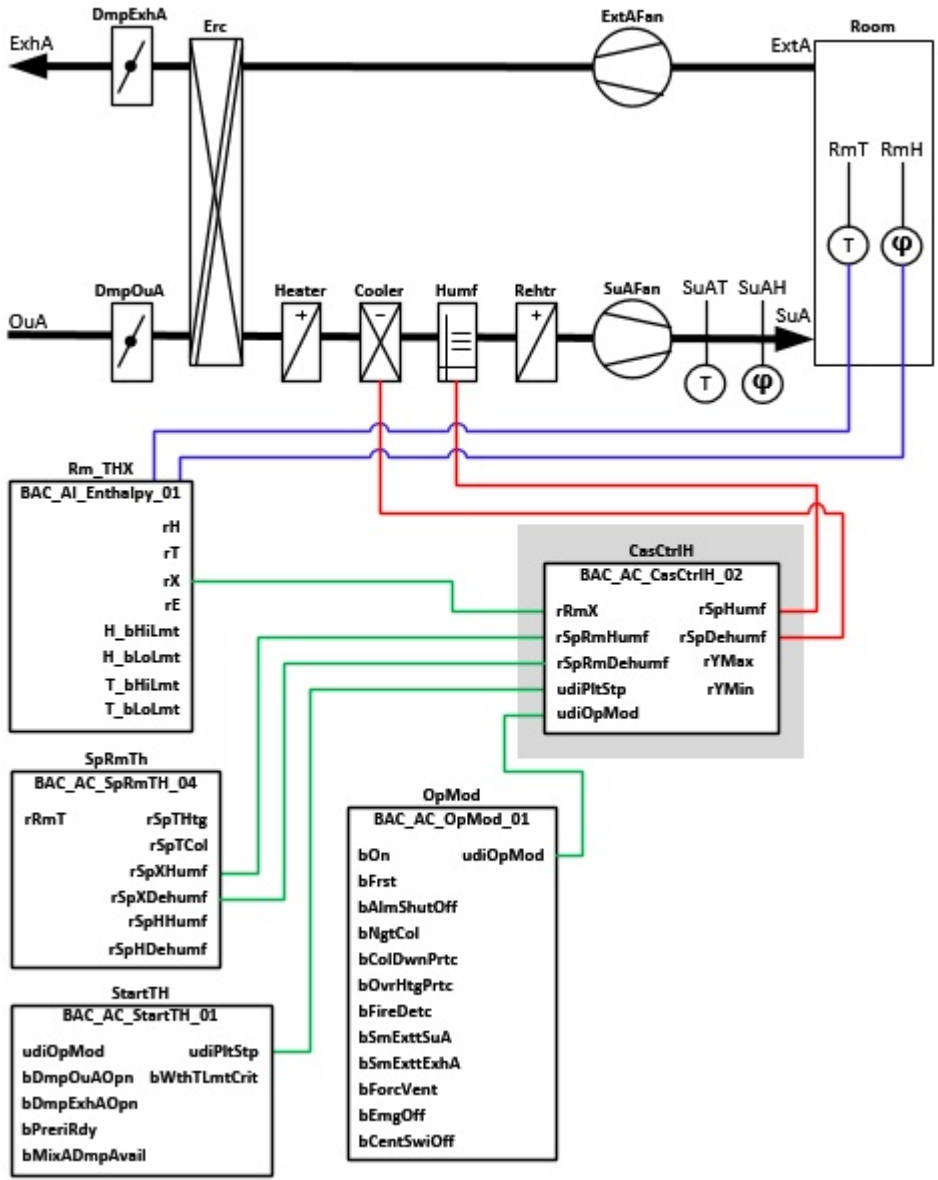 DmpExhA
Erc
ExtAFan
Room
ExhA
ExtA
RmT RmH
T
φ
DmpOuA
Heater
Cooler
Humf
Rehtr
SuAFan
SuAT SuAH
OuA
SuA
+
−
+
T
φ
Rm_THX
BAC_AI_Enthalpy_01
rH
rT
rX
rE
H_bHiLmt
H_bLoLmt
T_bHiLmt
T_bLoLmt
CasCtrlH
BAC_AC_CasCtrlH_02
rRmX rSpHumf
rSpRmHumf rSpDehumf
rSpRmDehumf rYMax
udiPltStp rYMin
udiOpMod
SpRmTh
BAC_AC_SpRmTH_04
rRmT rSpTHtg
rSpTCol
rSpXHumf
rSpXDehumf
rSpHHumf
rSpHDehumf
OpMod
BAC_AC_OpMod_01
bOn udiOpMod
bFrst
bAlmShutOff
bNgtCol
bColDwnPrtc
bOvrHtgPrtc
bFireDetc
bSmExttSuA
bSmExttExhA
bForcVent
bEmgOff
bCentSwiOff
StartTH
BAC_AC_StartTH_01
udiOpMod udiPltStp
bDmpOuAOpn bWthTLmtCrit
bDmpExhAOpn
bPreriRdy
bMixADmpAvail